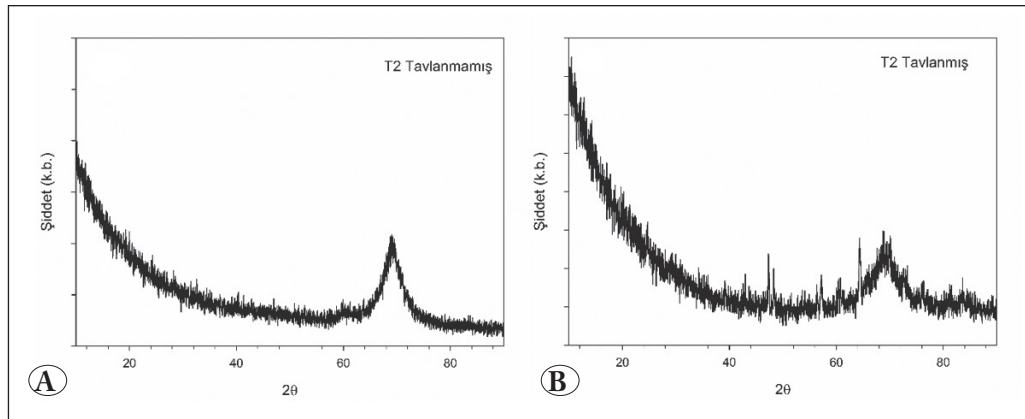 T2 Tavlanmamış
Şiddet (k.b.)
20 40 60 80
2θ
A
T2 Tavlanmış
Şiddet (k.b.)
20 40 60 80
2θ
B